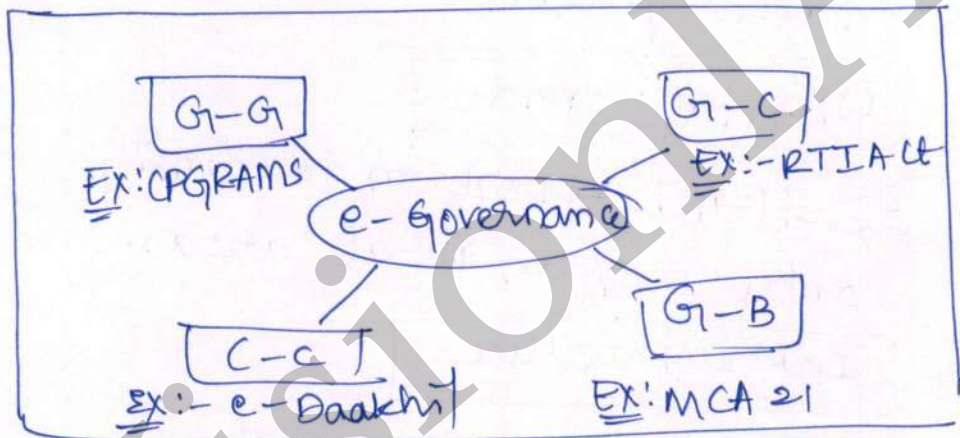 G-G
EX:CPGRAMS
G-C
EX:-RTI Act
e-Governance
C-C
EX:- e-Daakhil
G-B
EX:MCA 21